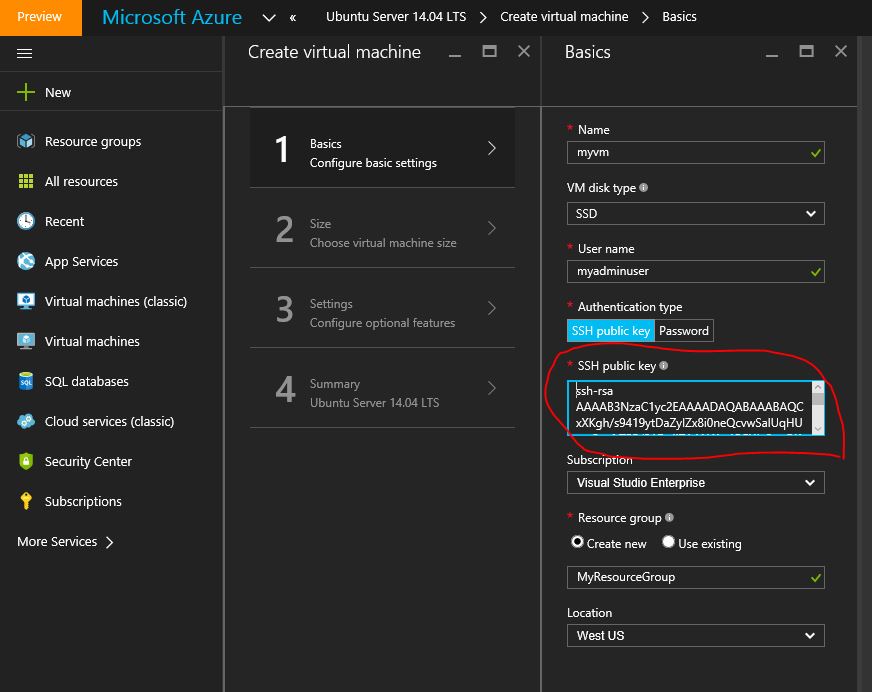 Preview
Microsoft Azure
«
Ubuntu Server 14.04 LTS > Create virtual machine > Basics
New
Resource groups
All resources
Recent
App Services
Virtual machines (classic)
Virtual machines
SQL databases
Cloud services (classic)
Security Center
Subscriptions
More Services >
Create virtual machine
1
Basics
Configure basic settings
2
Size
Choose virtual machine size
3
Settings
Configure optional features
4
Summary
Ubuntu Server 14.04 LTS
Basics
* Name
myvm
VM disk type
SSD
* User name
myadminuser
* Authentication type
SSH public key Password
* SSH public key
ssh-rsa
AAAAB3NzaC1yc2EAAAADAQABAAABAQC
xXKgh/s9419ytDaZylZx8i0neQcvwSalUqHU
Subscription
Visual Studio Enterprise
* Resource group
Create new Use existing
MyResourceGroup
Location
West US